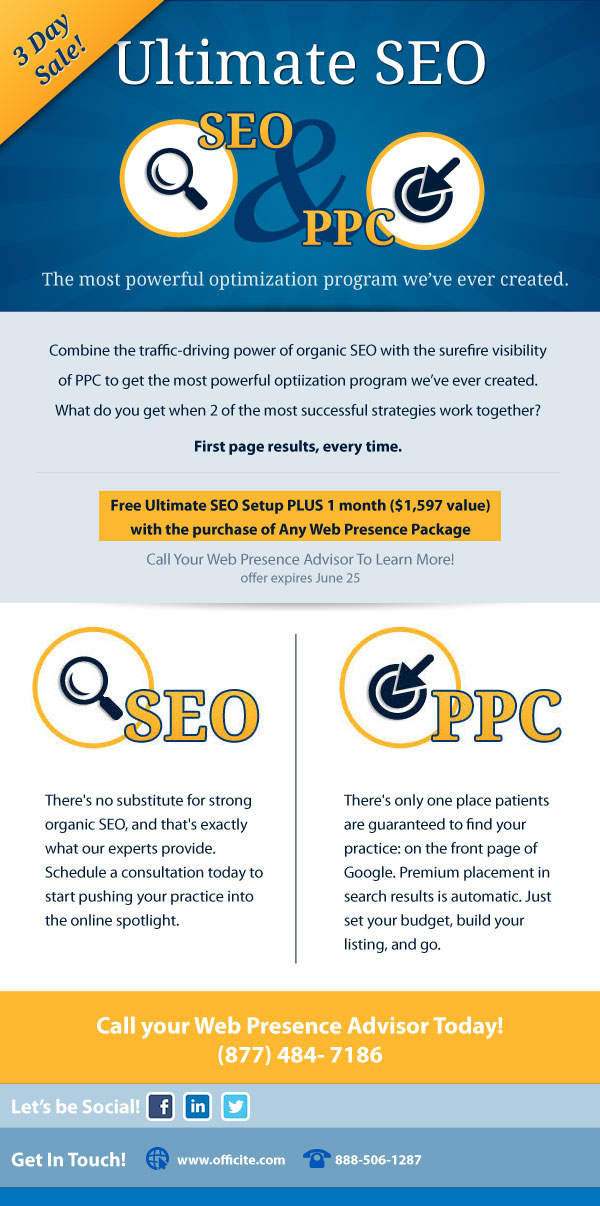 3 Day
Sale!
Ultimate SEO
SEO
&
PPC
The most powerful optimization program we've ever created.
Combine the traffic-driving power of organic SEO with the surefire visibility
of PPC to get the most powerful optiization program we've ever created.
What do you get when 2 of the most successful strategies work together?
First page results, every time.
Free Ultimate SEO Setup PLUS 1 month ($1,597 value)
with the purchase of Any Web Presence Package
Call Your Web Presence Advisor To Learn More!
offer expires June 25
SEO
There's no substitute for strong
organic SEO, and that's exactly
what our experts provide.
Schedule a consultation today to
start pushing your practice into
the online spotlight.
PPC
There's only one place patients
are guaranteed to find your
practice: on the front page of
Google. Premium placement in
search results is automatic. Just
set your budget, build your
listing, and go.
Call your Web Presence Advisor Today!
(877) 484- 7186
Let's be Social!
Get In Touch! www.officite.com 888-506-1287